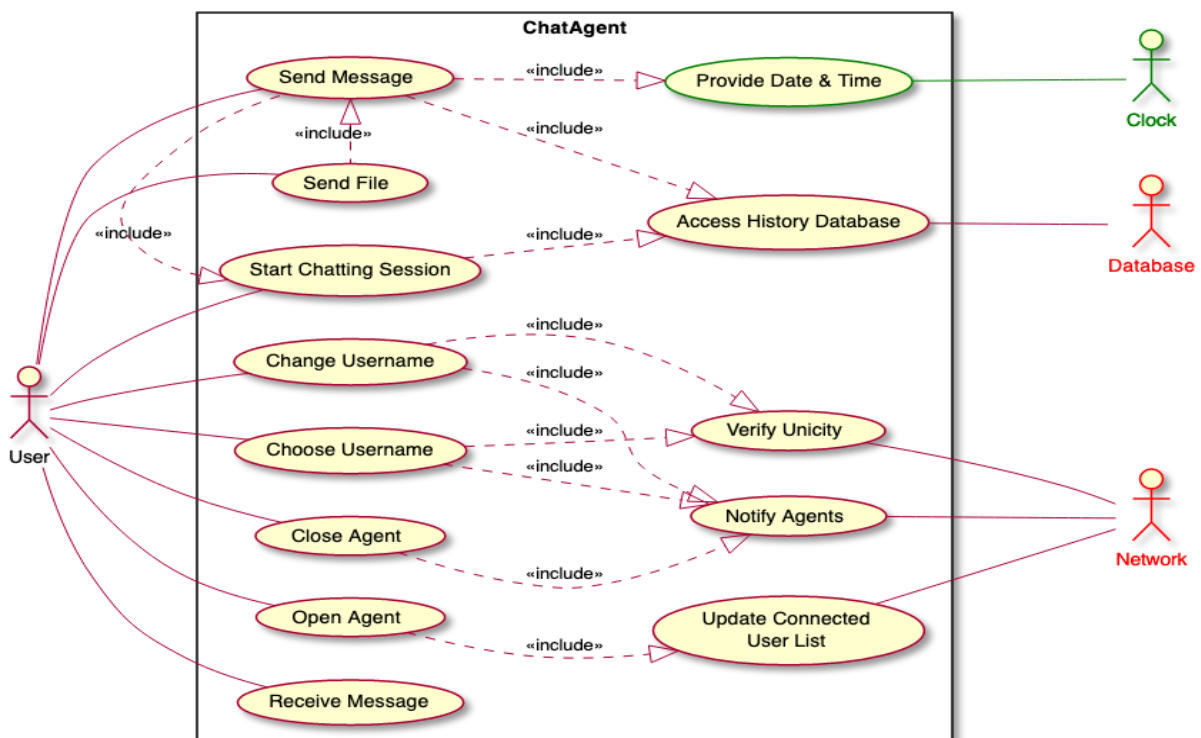 ChatAgent
Send Message
«include»
Provide Date & Time
Clock
«include»
«include»
Send File
Access History Database
Database
«include»
«include»
Start Chatting Session
«include»
Change Username
«include»
User
Choose Username
«include»
Verify Unicity
«include»
Notify Agents
Close Agent
Network
«include»
Open Agent
Update Connected
User List
«include»
Receive Message